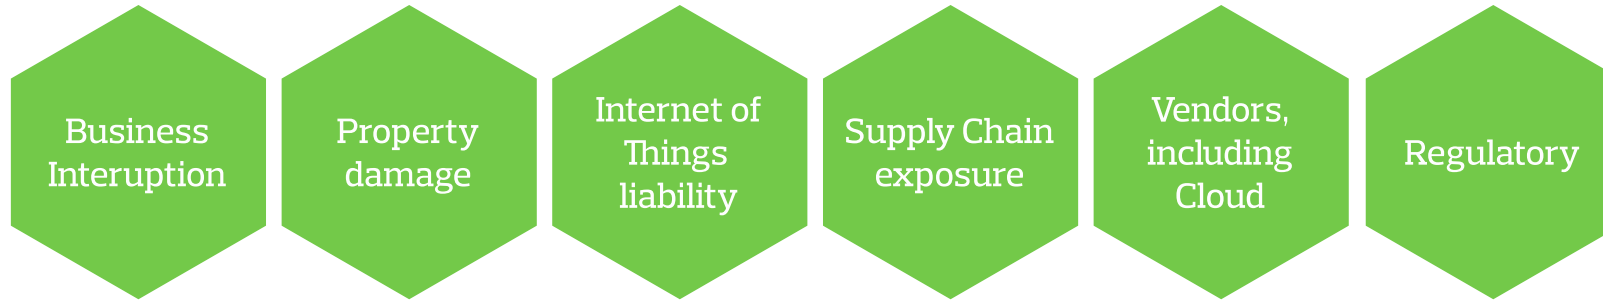 Business
Interuption
Property
damage
Internet of
Things
liability
Supply Chain
exposure
Vendors,
including
Cloud
Regulatory